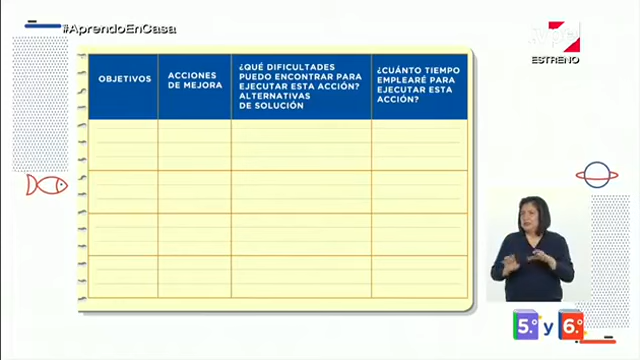 #AprendoEnCasa
ESTRENO
OBJETIVOS
ACCIONES
DE MEJORA
¿QUÉ DIFICULTADES
PUEDO ENCONTRAR PARA
EJECUTAR ESTA ACCIÓN?
ALTERNATIVAS
DE SOLUCIÓN
¿CUÁNTO TIEMPO
EMPLEARÉ PARA
EJECUTAR ESTA
ACCIÓN?
5.º y 6.º